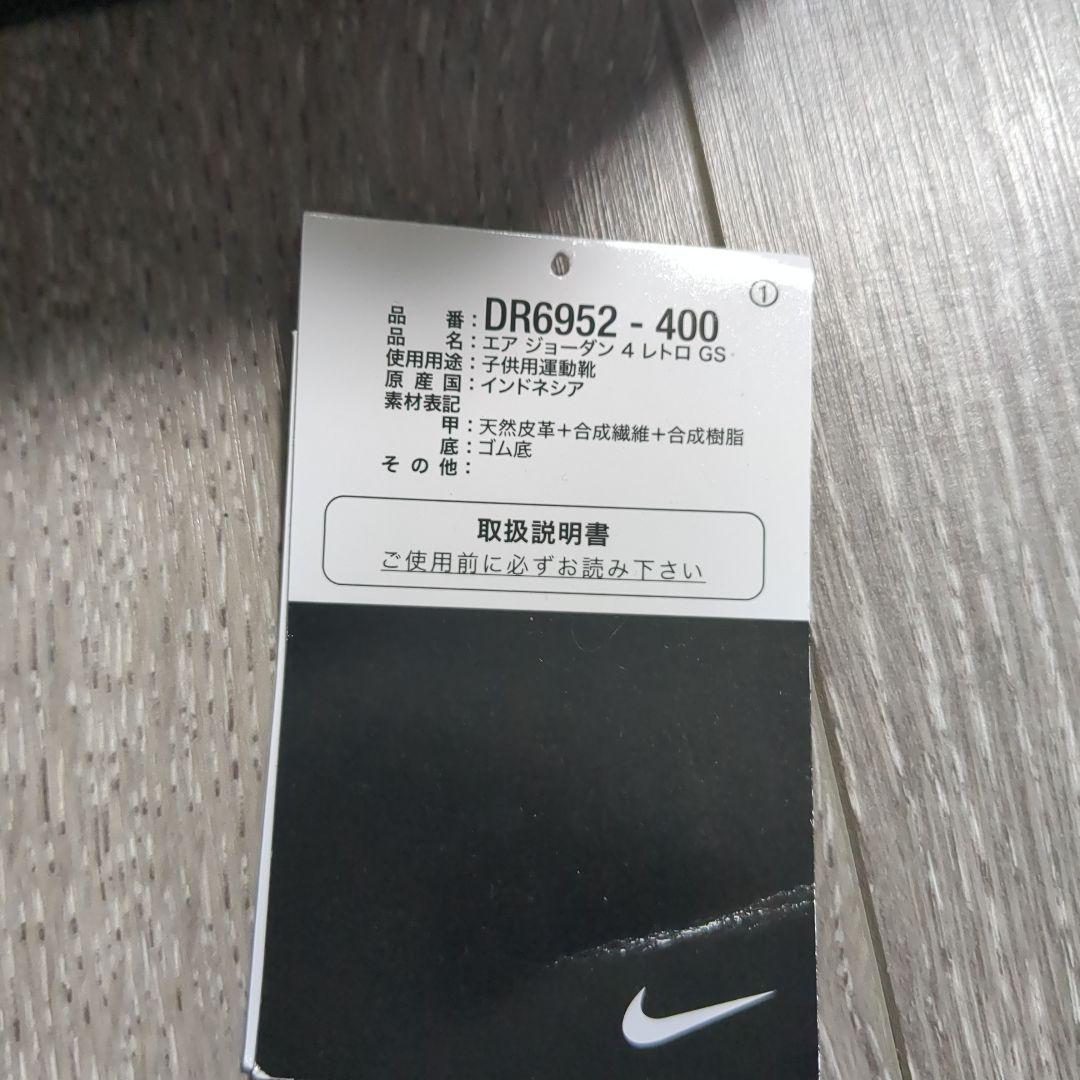 ①
品 番：DR6952 - 400
品 名：エア ジョーダン 4 レトロ GS
使用用途：子供用運動靴
原産国：インドネシア
素材表記
甲：天然皮革＋合成繊維＋合成樹脂
底：ゴム底
その他：
取扱説明書
ご使用前に必ずお読み下さい